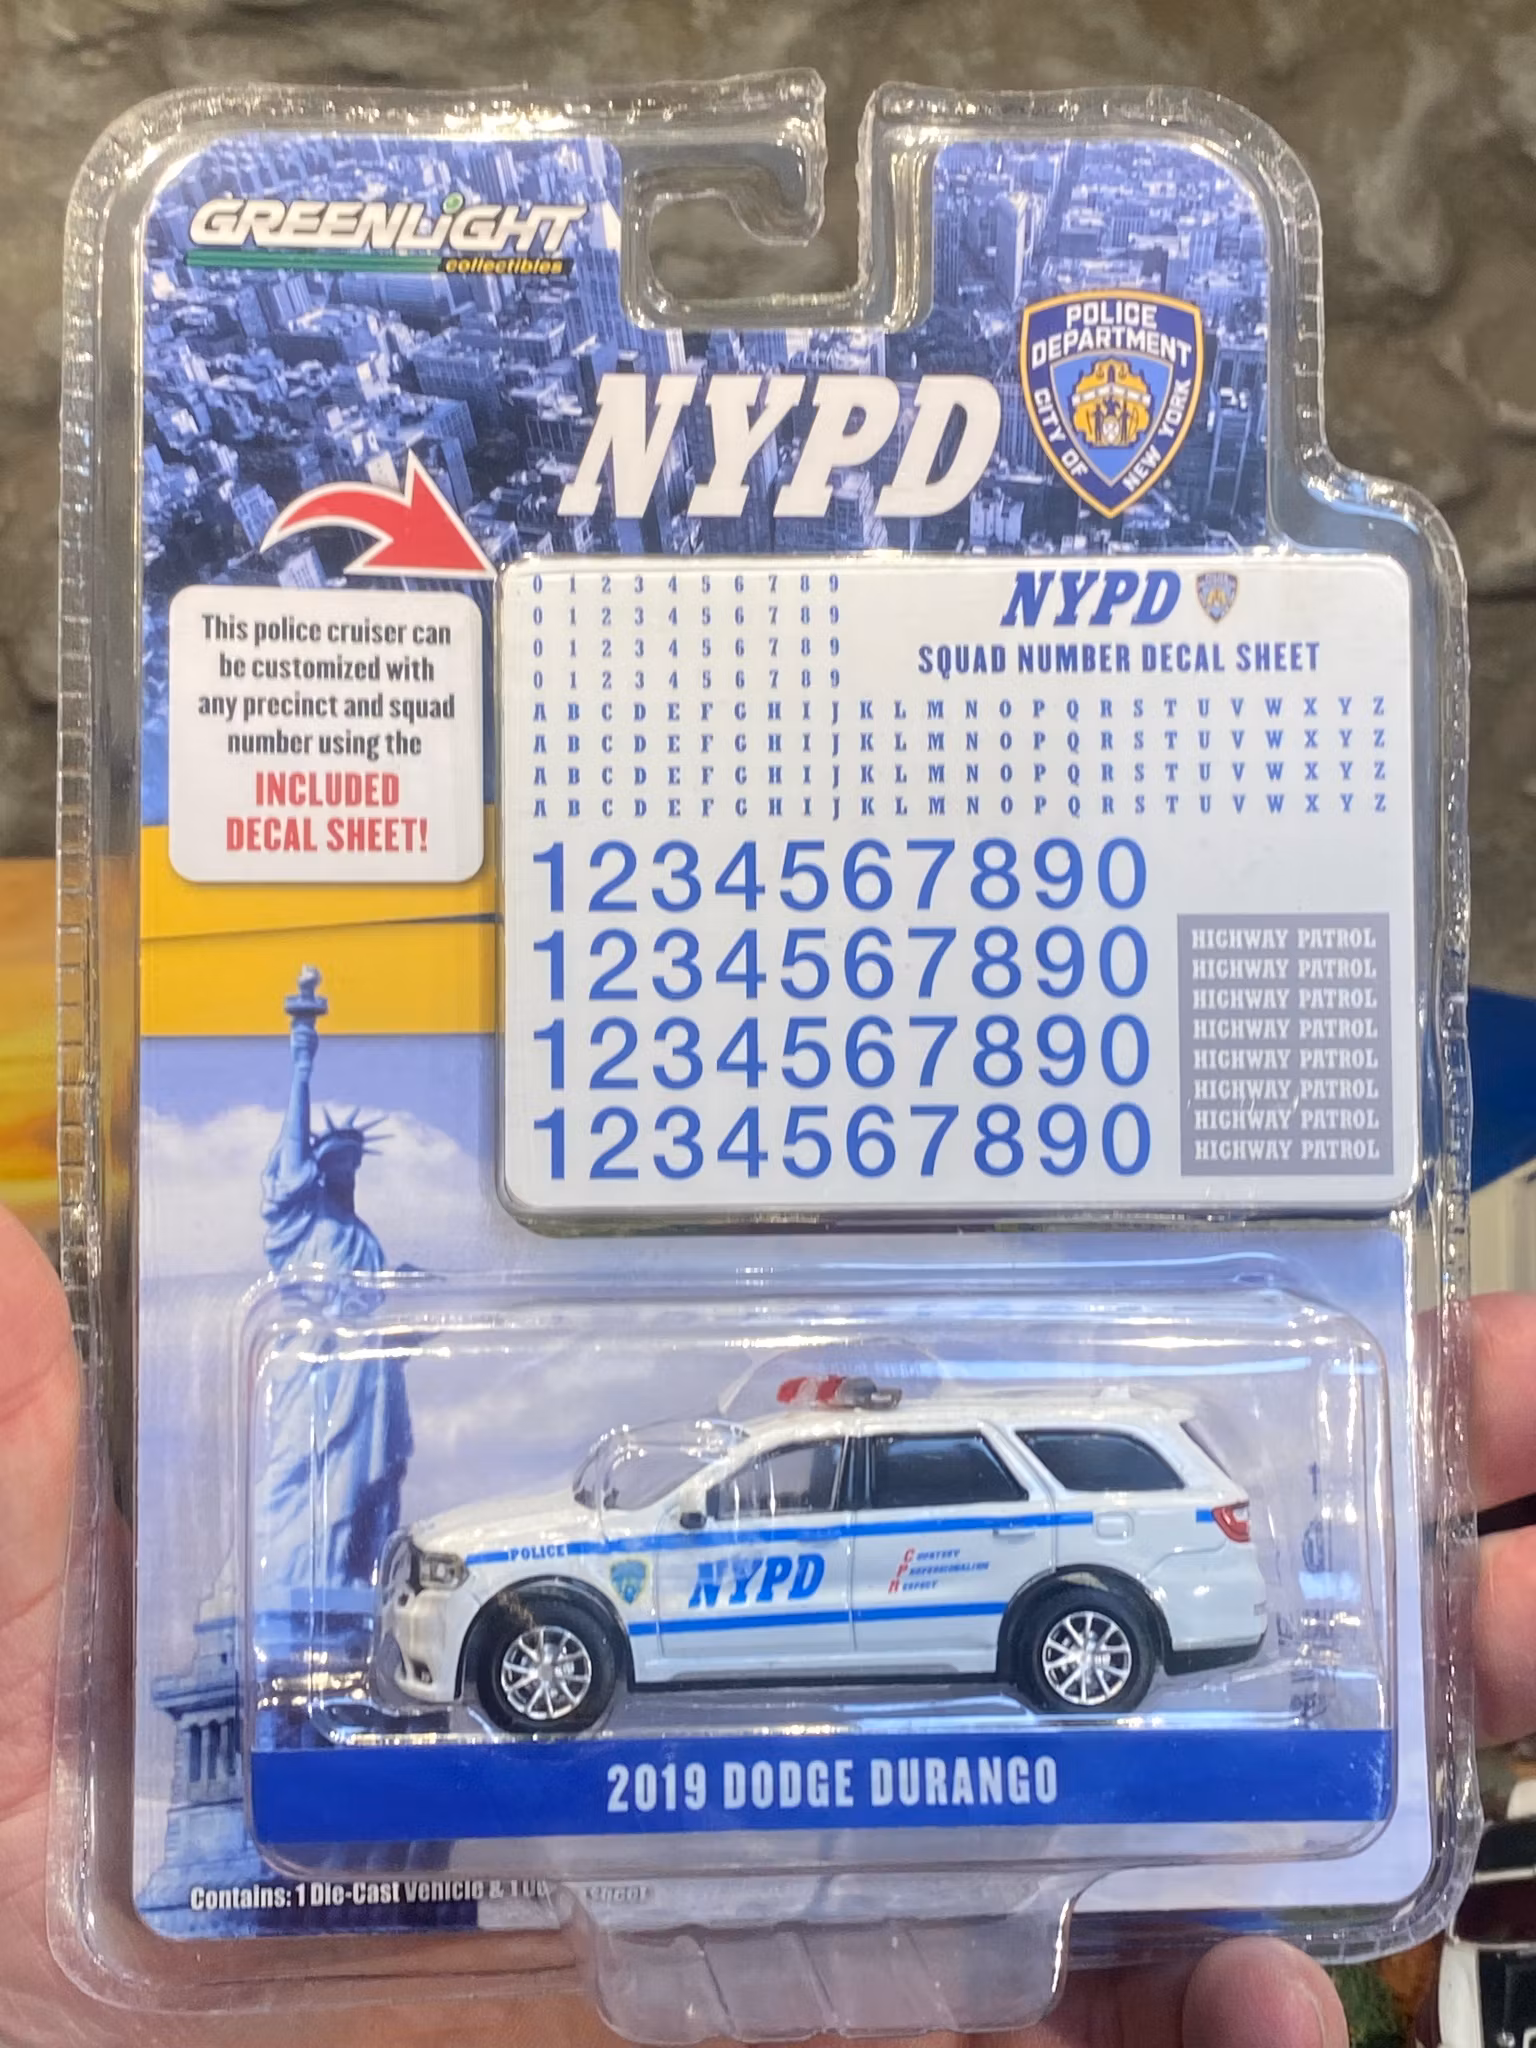 GREENLIGHT
collectibles
NYPD
POLICE
DEPARTMENT
CITY OF NEW YORK
This police cruiser can
be customized with
any precinct and squad
number using the
INCLUDED
DECAL SHEET!
NYPD
SQUAD NUMBER DECAL SHEET
0 1 2 3 4 5 6 7 8 9
0 1 2 3 4 5 6 7 8 9
0 1 2 3 4 5 6 7 8 9
0 1 2 3 4 5 6 7 8 9
A B C D E F G H I J K L M N O P Q R S T U V W X Y Z
A B C D E F G H I J K L M N O P Q R S T U V W X Y Z
A B C D E F G H I J K L M N O P Q R S T U V W X Y Z
A B C D E F G H I J K L M N O P Q R S T U V W X Y Z
1234567890
1234567890
1234567890
1234567890
HIGHWAY PATROL
HIGHWAY PATROL
HIGHWAY PATROL
HIGHWAY PATROL
HIGHWAY PATROL
HIGHWAY PATROL
HIGHWAY PATROL
HIGHWAY PATROL
POLICE
NYPD
COURTESY
PROFESSIONALISM
RESPECT
2019 DODGE DURANGO
Contains: 1 Die-Cast Vehicle & 1